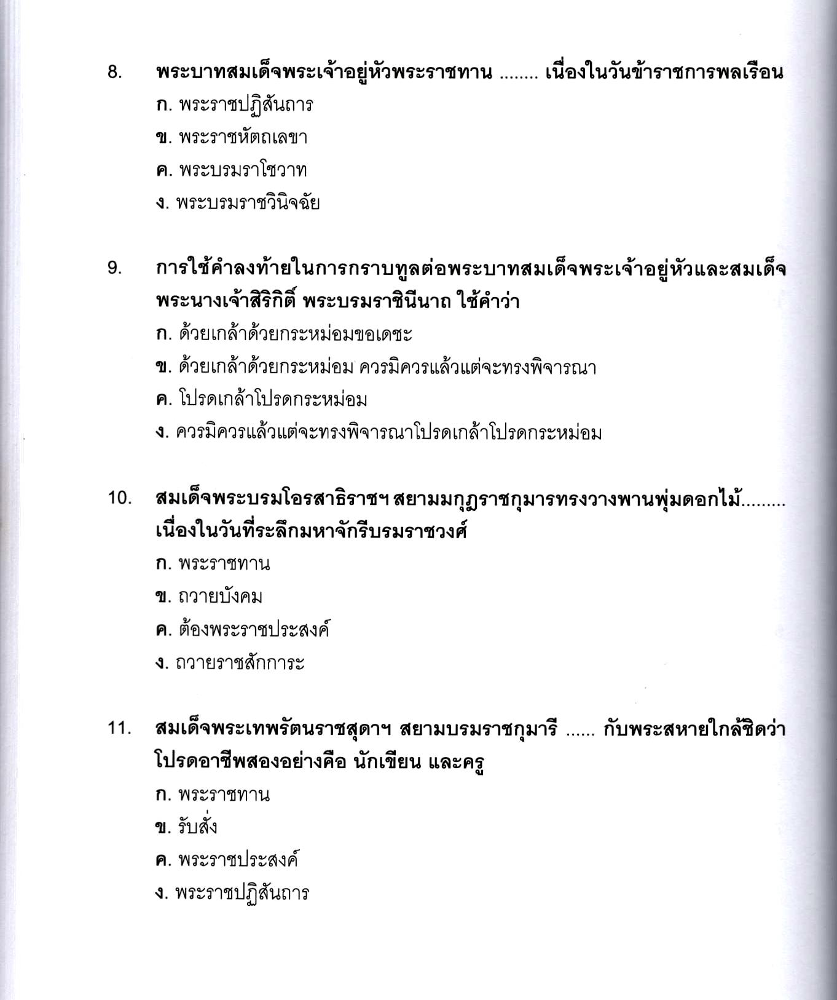 8. พระบาทสมเด็จพระเจ้าอยู่หัวพระราชทาน ........ เนื่องในวันข้าราชการพลเรือน
ก. พระราชปฏิสันถาร
ข. พระราชหัตถเลขา
ค. พระบรมราโชวาท
ง. พระบรมราชวินิจฉัย
9. การใช้คำลงท้ายในการกราบทูลต่อพระบาทสมเด็จพระเจ้าอยู่หัวและสมเด็จ
พระนางเจ้าสิริกิติ์ พระบรมราชินีนาถ ใช้คำว่า
ก. ด้วยเกล้าด้วยกระหม่อมขอเดชะ
ข. ด้วยเกล้าด้วยกระหม่อม ควรมิควรแล้วแต่จะทรงพิจารณา
ค. โปรดเกล้าโปรดกระหม่อม
ง. ควรมิควรแล้วแต่จะทรงพิจารณาโปรดเกล้าโปรดกระหม่อม
10. สมเด็จพระบรมโอรสาธิราชฯ สยามมกุฎราชกุมารทรงวางพานพุ่มดอกไม้.........
เนื่องในวันที่ระลึกมหาจักรีบรมราชวงศ์
ก. พระราชทาน
ข. ถวายบังคม
ค. ต้องพระราชประสงค์
ง. ถวายราชสักการะ
11. สมเด็จพระเทพรัตนราชสุดาฯ สยามบรมราชกุมารี ...... กับพระสหายใกล้ชิดว่า
โปรดอาชีพสองอย่างคือ นักเขียน และครู
ก. พระราชทาน
ข. รับสั่ง
ค. พระราชประสงค์
ง. พระราชปฏิสันถาร